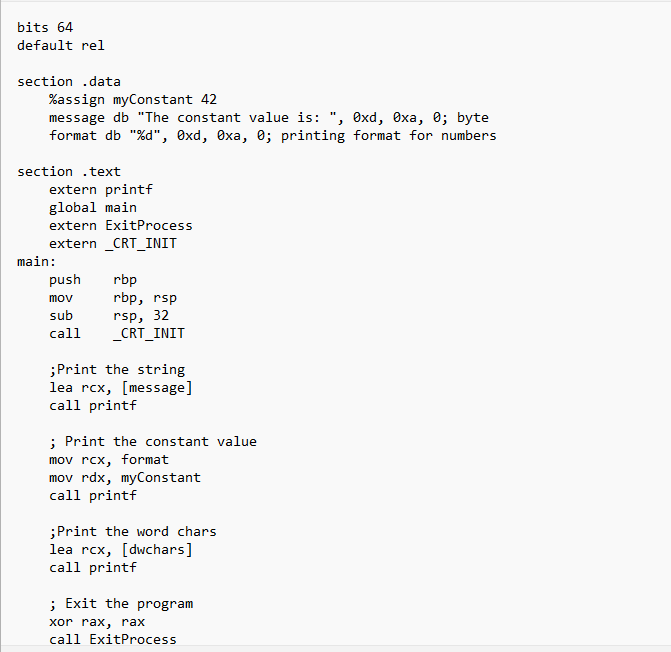 bits 64
default rel

section .data
    %assign myConstant 42
    message db "The constant value is: ", 0xd, 0xa, 0; byte
    format db "%d", 0xd, 0xa, 0; printing format for numbers

section .text
    extern printf
    global main
    extern ExitProcess
    extern _CRT_INIT
main:
    push    rbp
    mov     rbp, rsp
    sub     rsp, 32
    call    _CRT_INIT

    ;Print the string
    lea rcx, [message]
    call printf

    ; Print the constant value
    mov rcx, format
    mov rdx, myConstant
    call printf

    ;Print the word chars
    lea rcx, [dwchars]
    call printf

    ; Exit the program
    xor rax, rax
    call ExitProcess